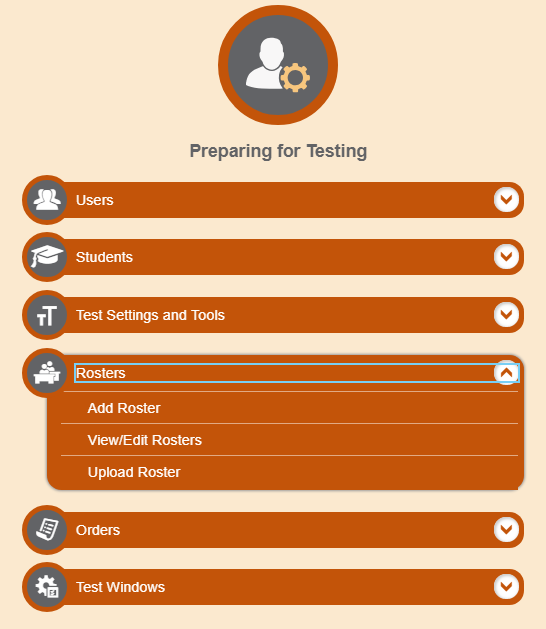 Preparing for Testing
Users
Students
Test Settings and Tools
Rosters
Add Roster
View/Edit Rosters
Upload Roster
Orders
Test Windows